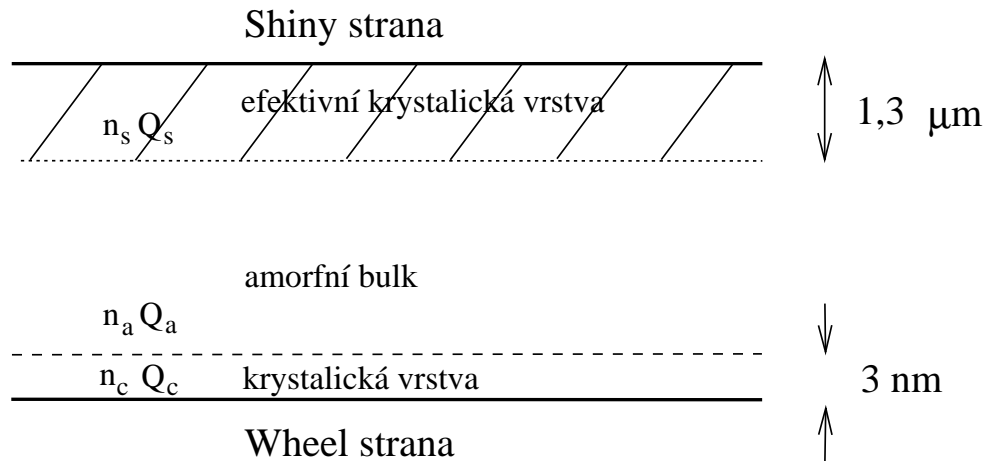 Shiny strana
efektivní krystalická vrstva
n_s Q_s
1,3 μm
amorfní bulk
n_a Q_a
n_c Q_c krystalická vrstva
3 nm
Wheel strana